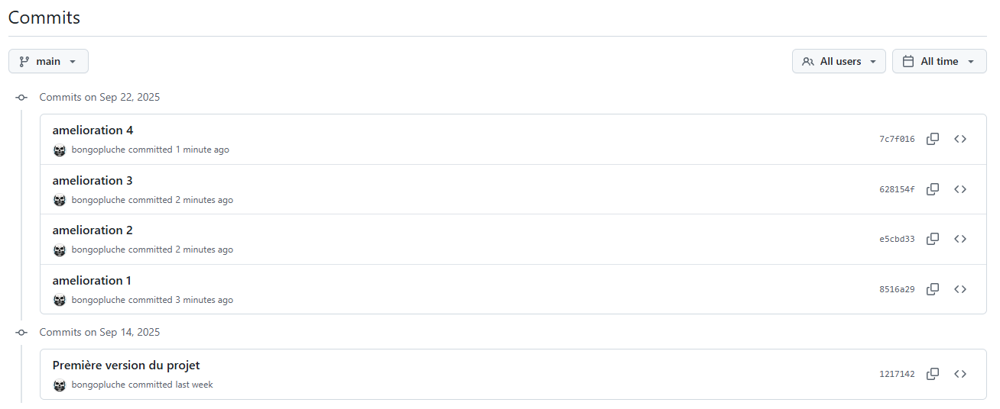 Commits
main
All users
All time
Commits on Sep 22, 2025
amelioration 4
bongopluche committed 1 minute ago
7c7f016
amelioration 3
bongopluche committed 2 minutes ago
628154f
amelioration 2
bongopluche committed 2 minutes ago
e5cbd33
amelioration 1
bongopluche committed 3 minutes ago
8516a29
Commits on Sep 14, 2025
Première version du projet
bongopluche committed last week
1217142